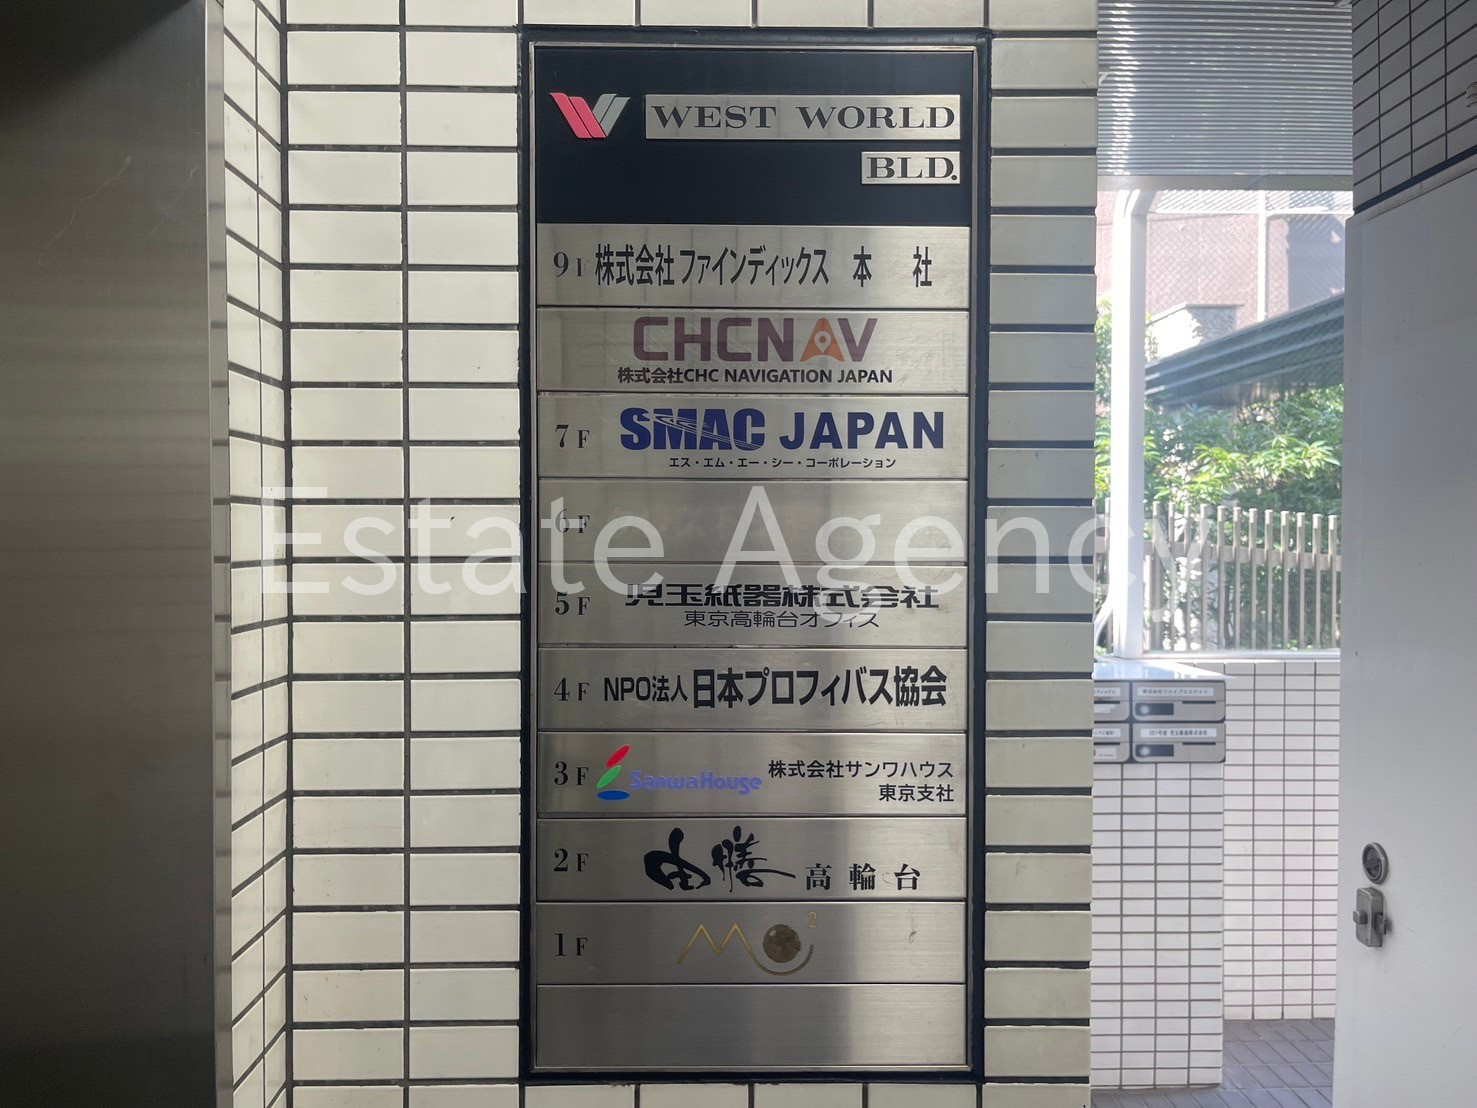 WEST WORLD
BLD.
9F 株式会社 ファインディックス 本 社
CHCNAV
株式会社CHC NAVIGATION JAPAN
7F SMAC JAPAN
エス・エム・エー・シー・コーポレーション
6F
Estate Agency
5F 児玉紙器株式会社
東京高輪台オフィス
4F NPO法人 日本プロフィバス協会
3F SanwaHouse 株式会社サンワハウス
東京支社
2F 由膳 高輪台
1F MO2